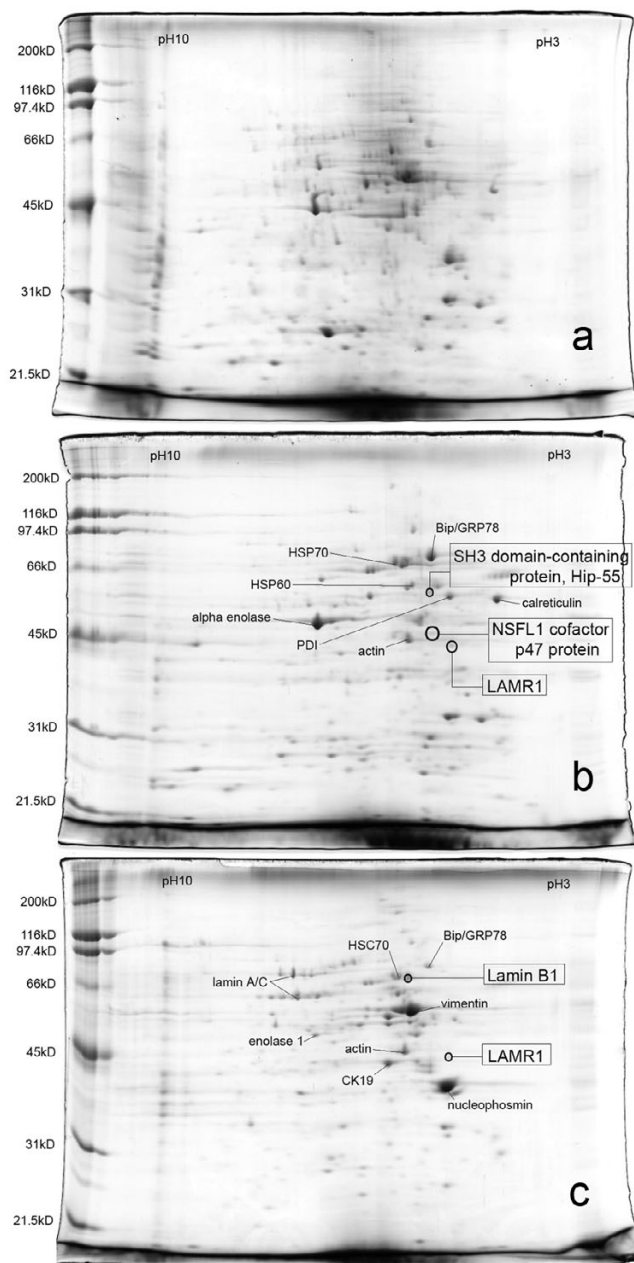 pH10
pH3
200kD
116kD
97.4kD
66kD
45kD
31kD
21.5kD
a
pH10
pH3
200kD
116kD
97.4kD
66kD
45kD
31kD
21.5kD
Bip/GRP78
HSP70
SH3 domain-containing
protein, Hip-55
HSP60
calreticulin
alpha enolase
PDI
actin
NSFL1 cofactor
p47 protein
LAMR1
b
pH10
pH3
200kD
116kD
97.4kD
66kD
45kD
31kD
21.5kD
HSC70
Bip/GRP78
lamin A/C
Lamin B1
vimentin
enolase 1
actin
LAMR1
CK19
nucleophosmin
c